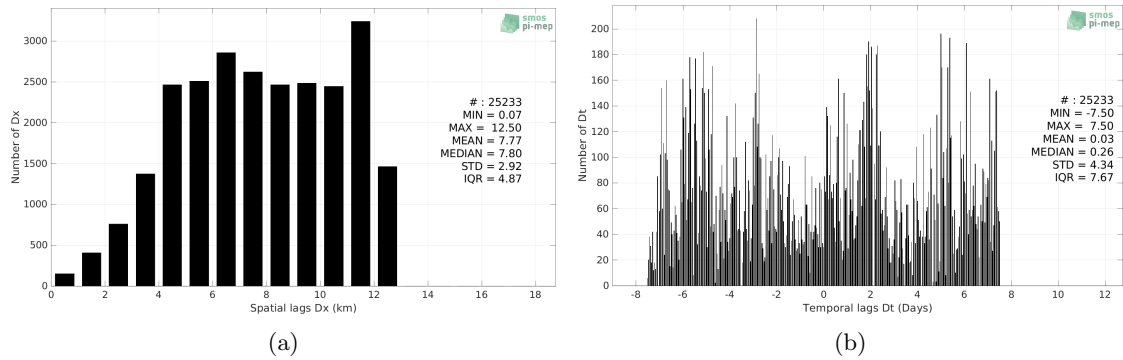 smos
pi-mep
3000
2500
2000
1500
1000
500
0
Number of Dx
# : 25233
MIN = 0.07
MAX = 12.50
MEAN = 7.77
MEDIAN = 7.80
STD = 2.92
IQR = 4.87
0 2 4 6 8 10 12 14 16 18
Spatial lags Dx (km)
(a)
smos
pi-mep
200
180
160
140
120
100
80
60
40
20
0
Number of Dt
# : 25233
MIN = -7.50
MAX = 7.50
MEAN = 0.03
MEDIAN = 0.26
STD = 4.34
IQR = 7.67
-8 -6 -4 -2 0 2 4 6 8 10 12
Temporal lags Dt (Days)
(b)